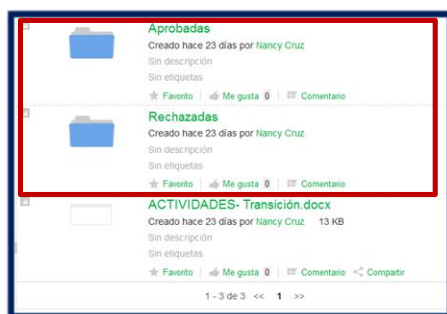 Aprobadas
Creado hace 23 días por Nancy Cruz
Sin descripción
Sin etiquetas
Favorito Me gusta 0 Comentario
Rechazadas
Creado hace 23 días por Nancy Cruz
Sin descripción
Sin etiquetas
Favorito Me gusta 0 Comentario
ACTIVIDADES- Transición.docx
Creado hace 23 días por Nancy Cruz 13 KB
Sin descripción
Sin etiquetas
Favorito Me gusta 0 Comentario Compartir
1 - 3 de 3 << 1 >>